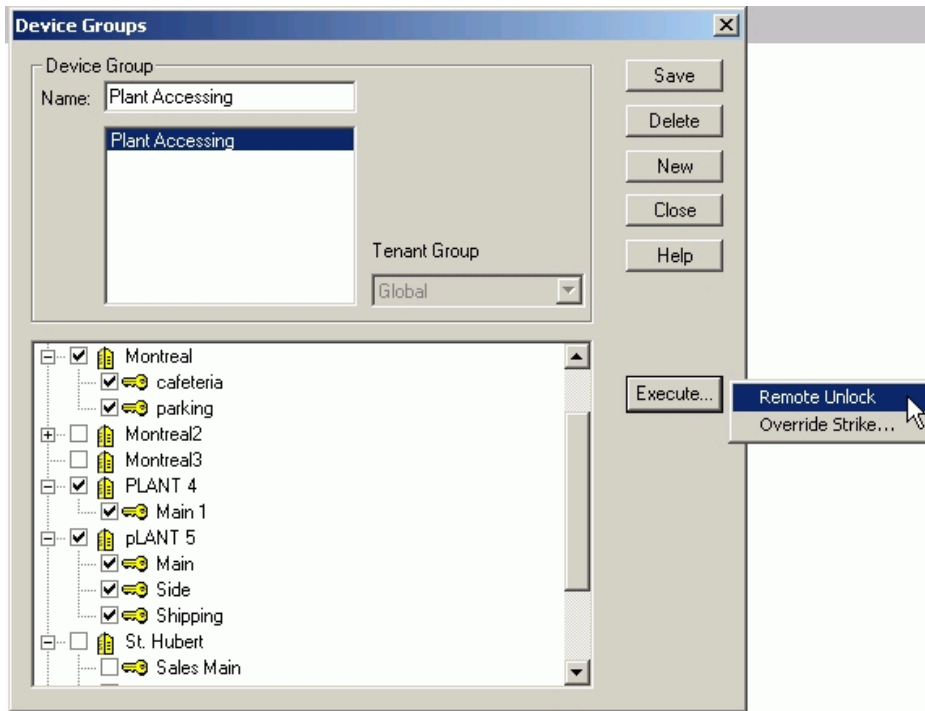 Device Groups
Device Group
Name: Plant Accessing
Plant Accessing
Tenant Group
Global
Save
Delete
New
Close
Help
Montreal
cafeteria
parking
Montreal2
Montreal3
PLANT 4
Main 1
pLANT 5
Main
Side
Shipping
St. Hubert
Sales Main
Execute...
Remote Unlock
Override Strike...